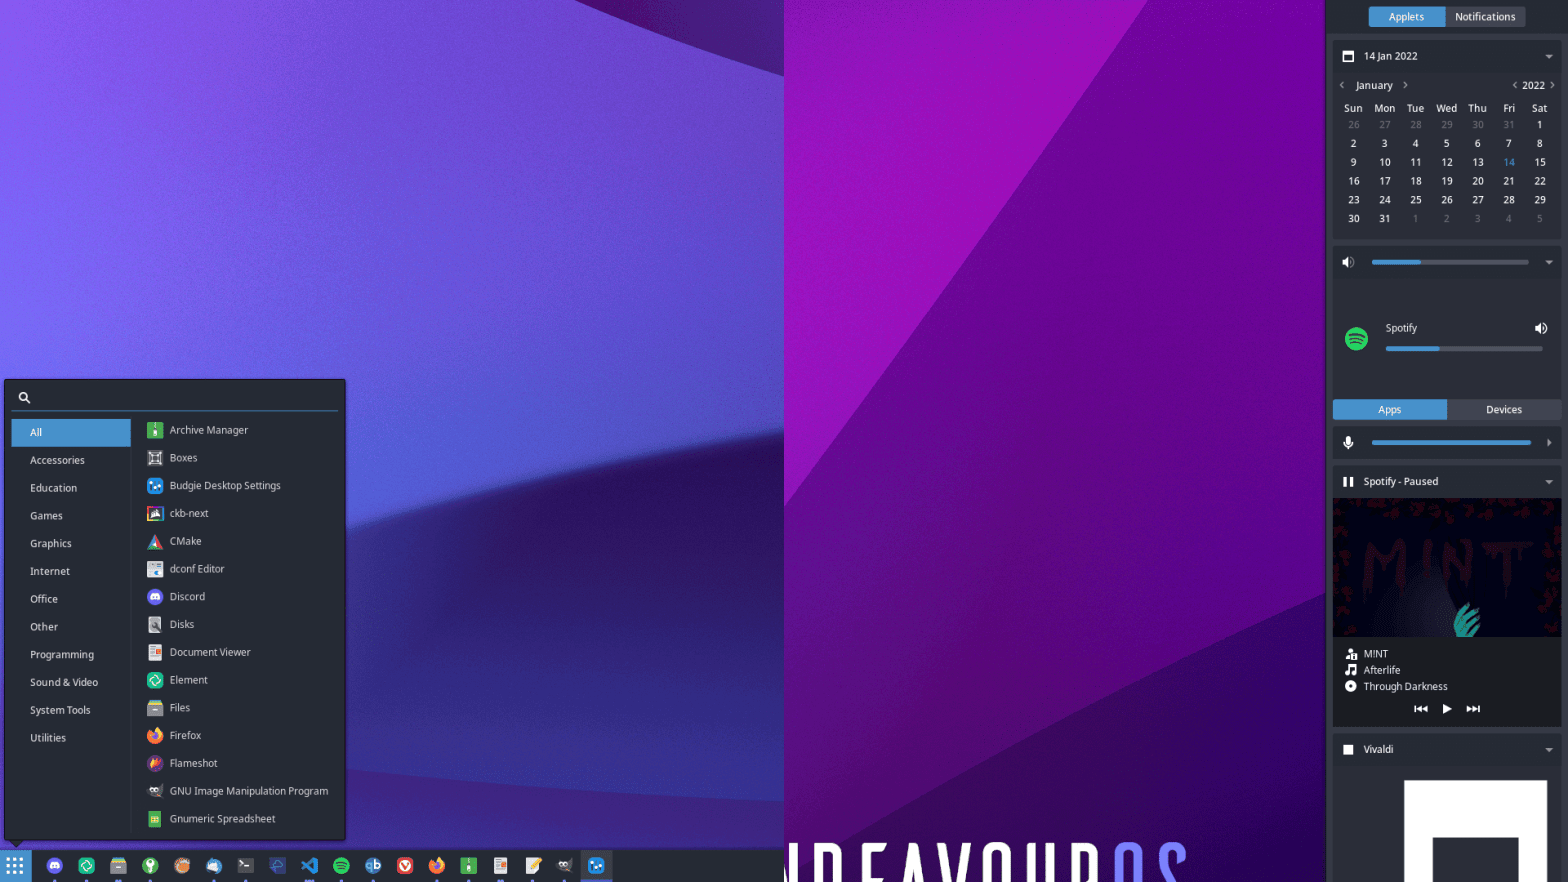 All
Accessories
Education
Games
Graphics
Internet
Office
Other
Programming
Sound & Video
System Tools
Utilities
Archive Manager
Boxes
Budgie Desktop Settings
ckb-next
CMake
dconf Editor
Discord
Disks
Document Viewer
Element
Files
Firefox
Flameshot
GNU Image Manipulation Program
Gnumeric Spreadsheet
NDEAVOUROS
Applets Notifications
14 Jan 2022
January 2022
Sun Mon Tue Wed Thu Fri Sat
26 27 28 29 30 31 1
2 3 4 5 6 7 8
9 10 11 12 13 14 15
16 17 18 19 20 21 22
23 24 25 26 27 28 29
30 31 1 2 3 4 5
Spotify
Apps Devices
Spotify - Paused
M!NT
M!NT
Afterlife
Through Darkness
Vivaldi